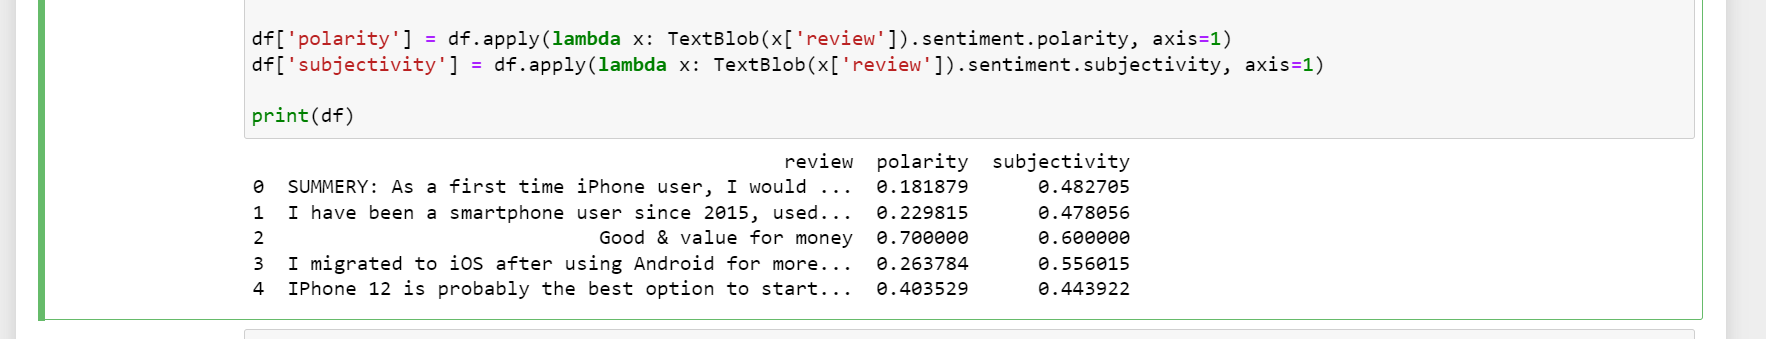 df['polarity'] = df.apply(lambda x: TextBlob(x['review']).sentiment.polarity, axis=1)
df['subjectivity'] = df.apply(lambda x: TextBlob(x['review']).sentiment.subjectivity, axis=1)
print(df)
review polarity subjectivity
0 SUMMERY: As a first time iPhone user, I would ... 0.181879 0.482705
1 I have been a smartphone user since 2015, used... 0.229815 0.478056
2 Good & value for money 0.700000 0.600000
3 I migrated to iOS after using Android for more... 0.263784 0.556015
4 IPhone 12 is probably the best option to start... 0.403529 0.443922